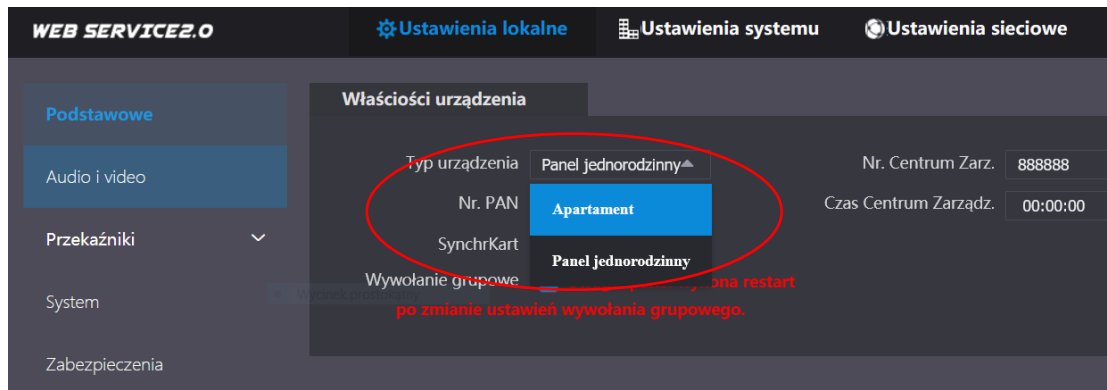 WEB SERVICE2.0
Ustawienia lokalne
Ustawienia systemu
Ustawienia sieciowe
Podstawowe
Audio i video
Przekaźniki
System
Zabezpieczenia
Właściości urządzenia
Typ urządzenia Panel jednorodzinny
Nr. Centrum Zarz. 888888
Nr. PAN
Apartament
Czas Centrum Zarządz. 00:00:00
SynchrKart
Panel jednorodzinny
Wywołanie grupowe
restart
po zmianie ustawień wywołania grupowego.